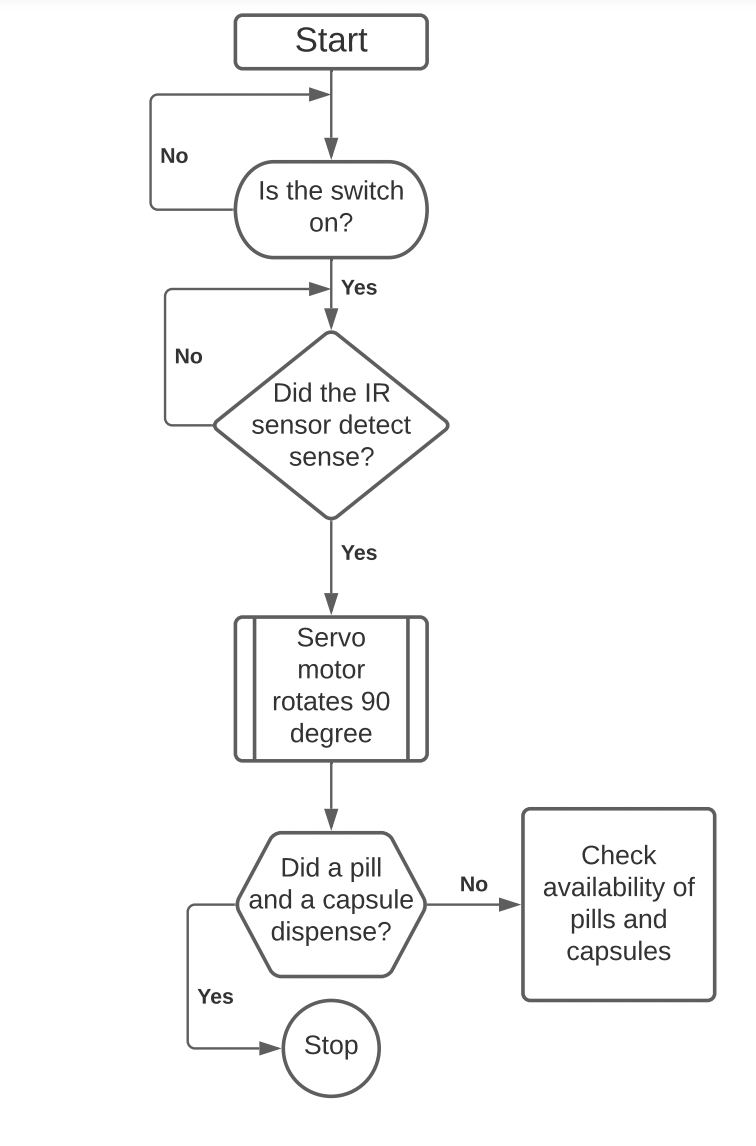 Start
No
Is the switch
on?
Yes
No
Did the IR
sensor detect
sense?
Yes
Servo
motor
rotates 90
degree
Did a pill
and a capsule
dispense?
No
Check
availability of
pills and
capsules
Yes
Stop